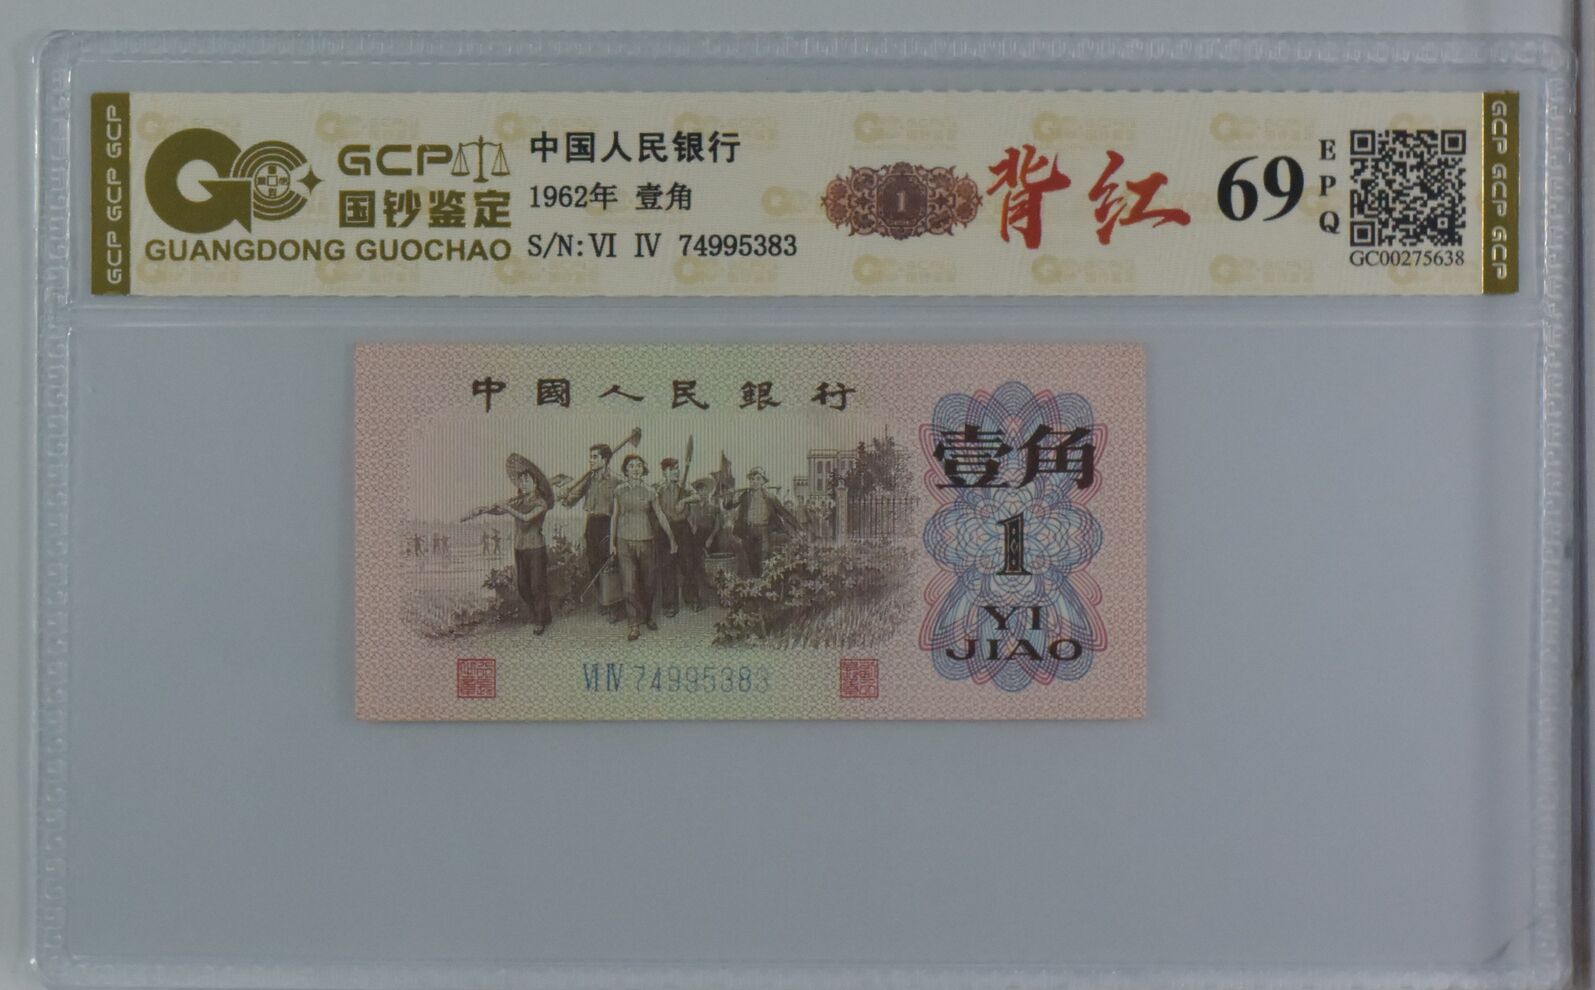 GCP GCP GCP
GCP
国钞鉴定
GUANGDONG GUOCHAO
中国人民银行
1962年 壹角
S/N: VI IV 74995383
1
背红
69
EPQ
GC00275638
GCP GCP GCP
中國人民銀行
壹角
1
YI
JIAO
VI IV 74995383